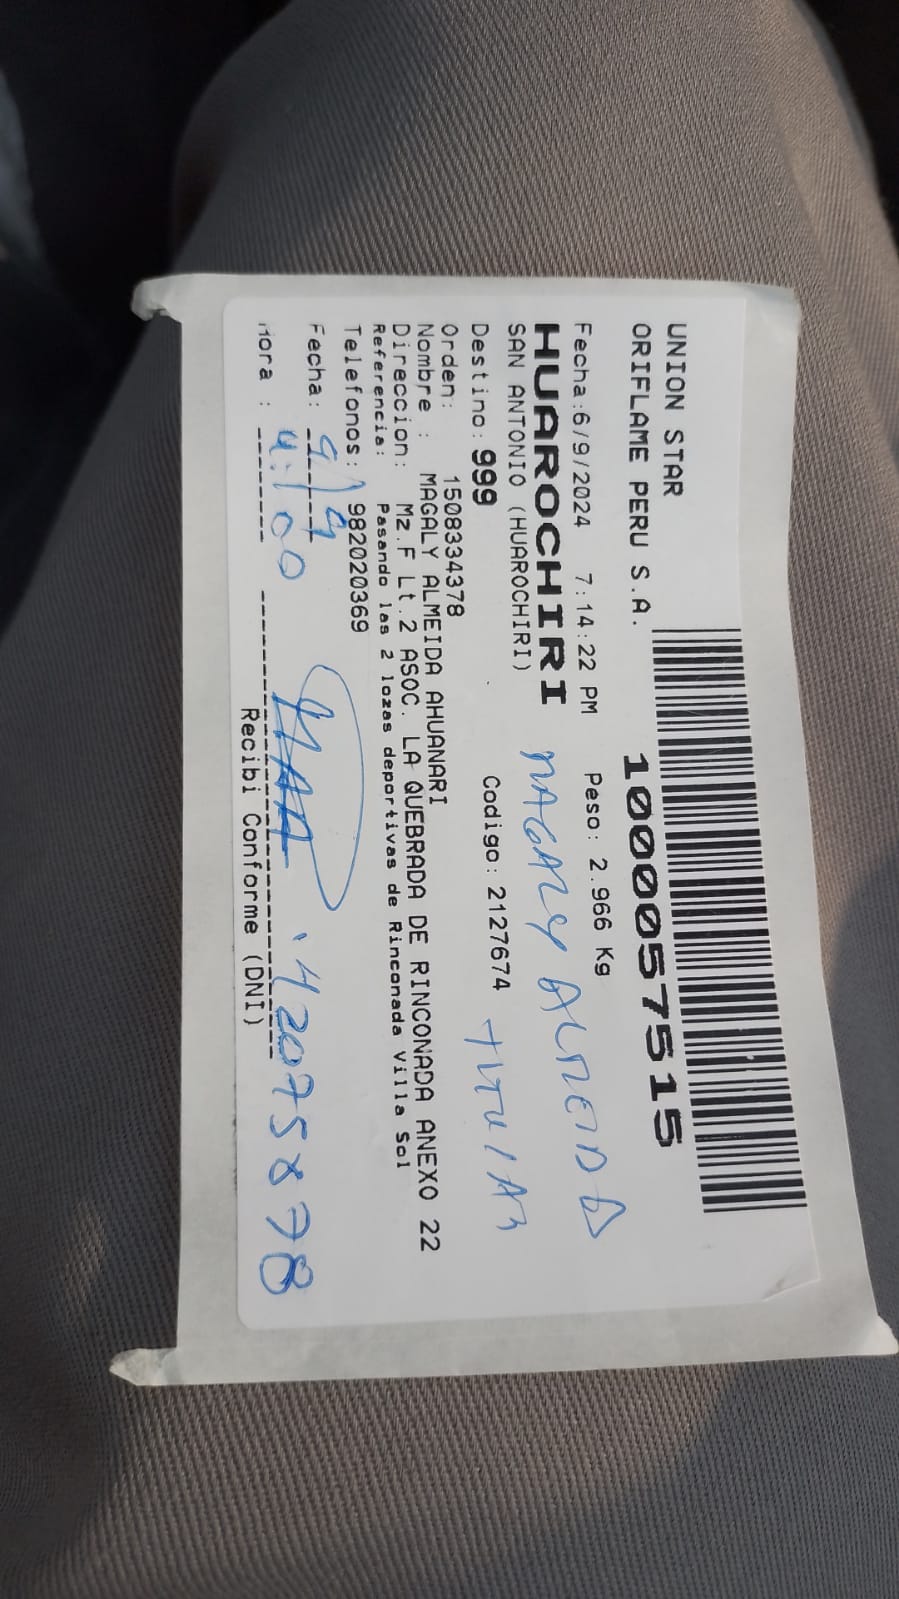 UNION STAR
ORIFLAME PERU S.A.
1000057515
Fecha:6/9/2024 7:14:22 PM Peso: 2.966 Kg
HUAROCHIRI
SAN ANTONIO (HUAROCHIRI)
MAGALY ALMEIDA
Destino: 999 Codigo: 2127674
TITULAR
Orden: 1508334378
Nombre : MAGALY ALMEIDA AHUANARI
Direccion: Mz.F Lt.2 ASOC. LA QUEBRADA DE RINCONADA ANEXO 22
Referencia: Pasando las 2 lozas deportivas de Rinconada Villa Sol
Telefonos: 982020369
Fecha: 9/9
Hora : 4:00 42075878
Recibi Conforme (DNI)